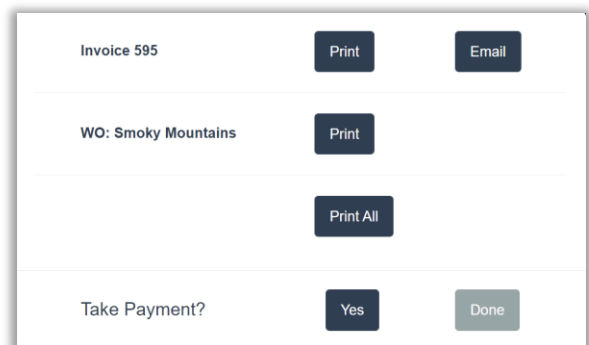 Invoice 595 Print Email
WO: Smoky Mountains Print
Print All
Take Payment? Yes Done